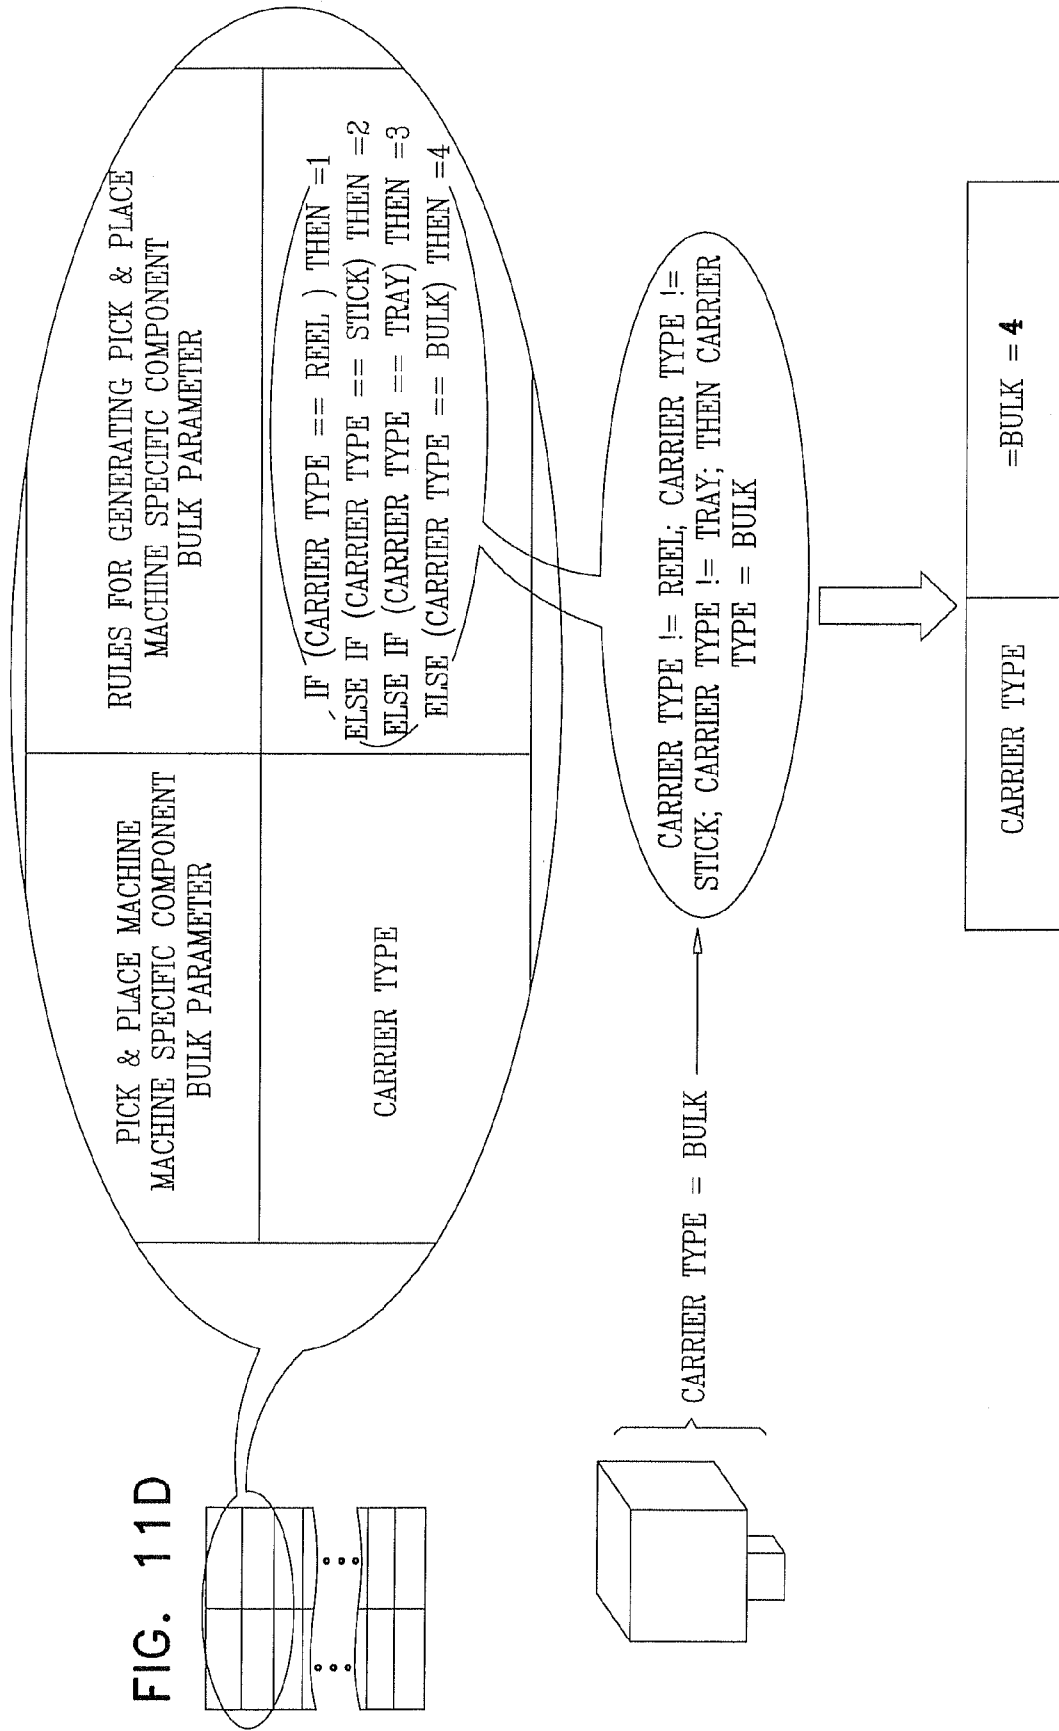 FIG. 11D
PICK & PLACE MACHINE
MACHINE SPECIFIC COMPONENT
BULK PARAMETER
RULES FOR GENERATING PICK & PLACE
MACHINE SPECIFIC COMPONENT
BULK PARAMETER
CARRIER TYPE
IF (CARRIER TYPE == REEL ) THEN =1
ELSE IF (CARRIER TYPE == STICK) THEN =2
ELSE IF (CARRIER TYPE == TRAY) THEN =3
ELSE (CARRIER TYPE == BULK) THEN =4
CARRIER TYPE = BULK
CARRIER TYPE != REEL; CARRIER TYPE !=
STICK; CARRIER TYPE != TRAY; THEN CARRIER
TYPE = BULK
CARRIER TYPE
=BULK = 4